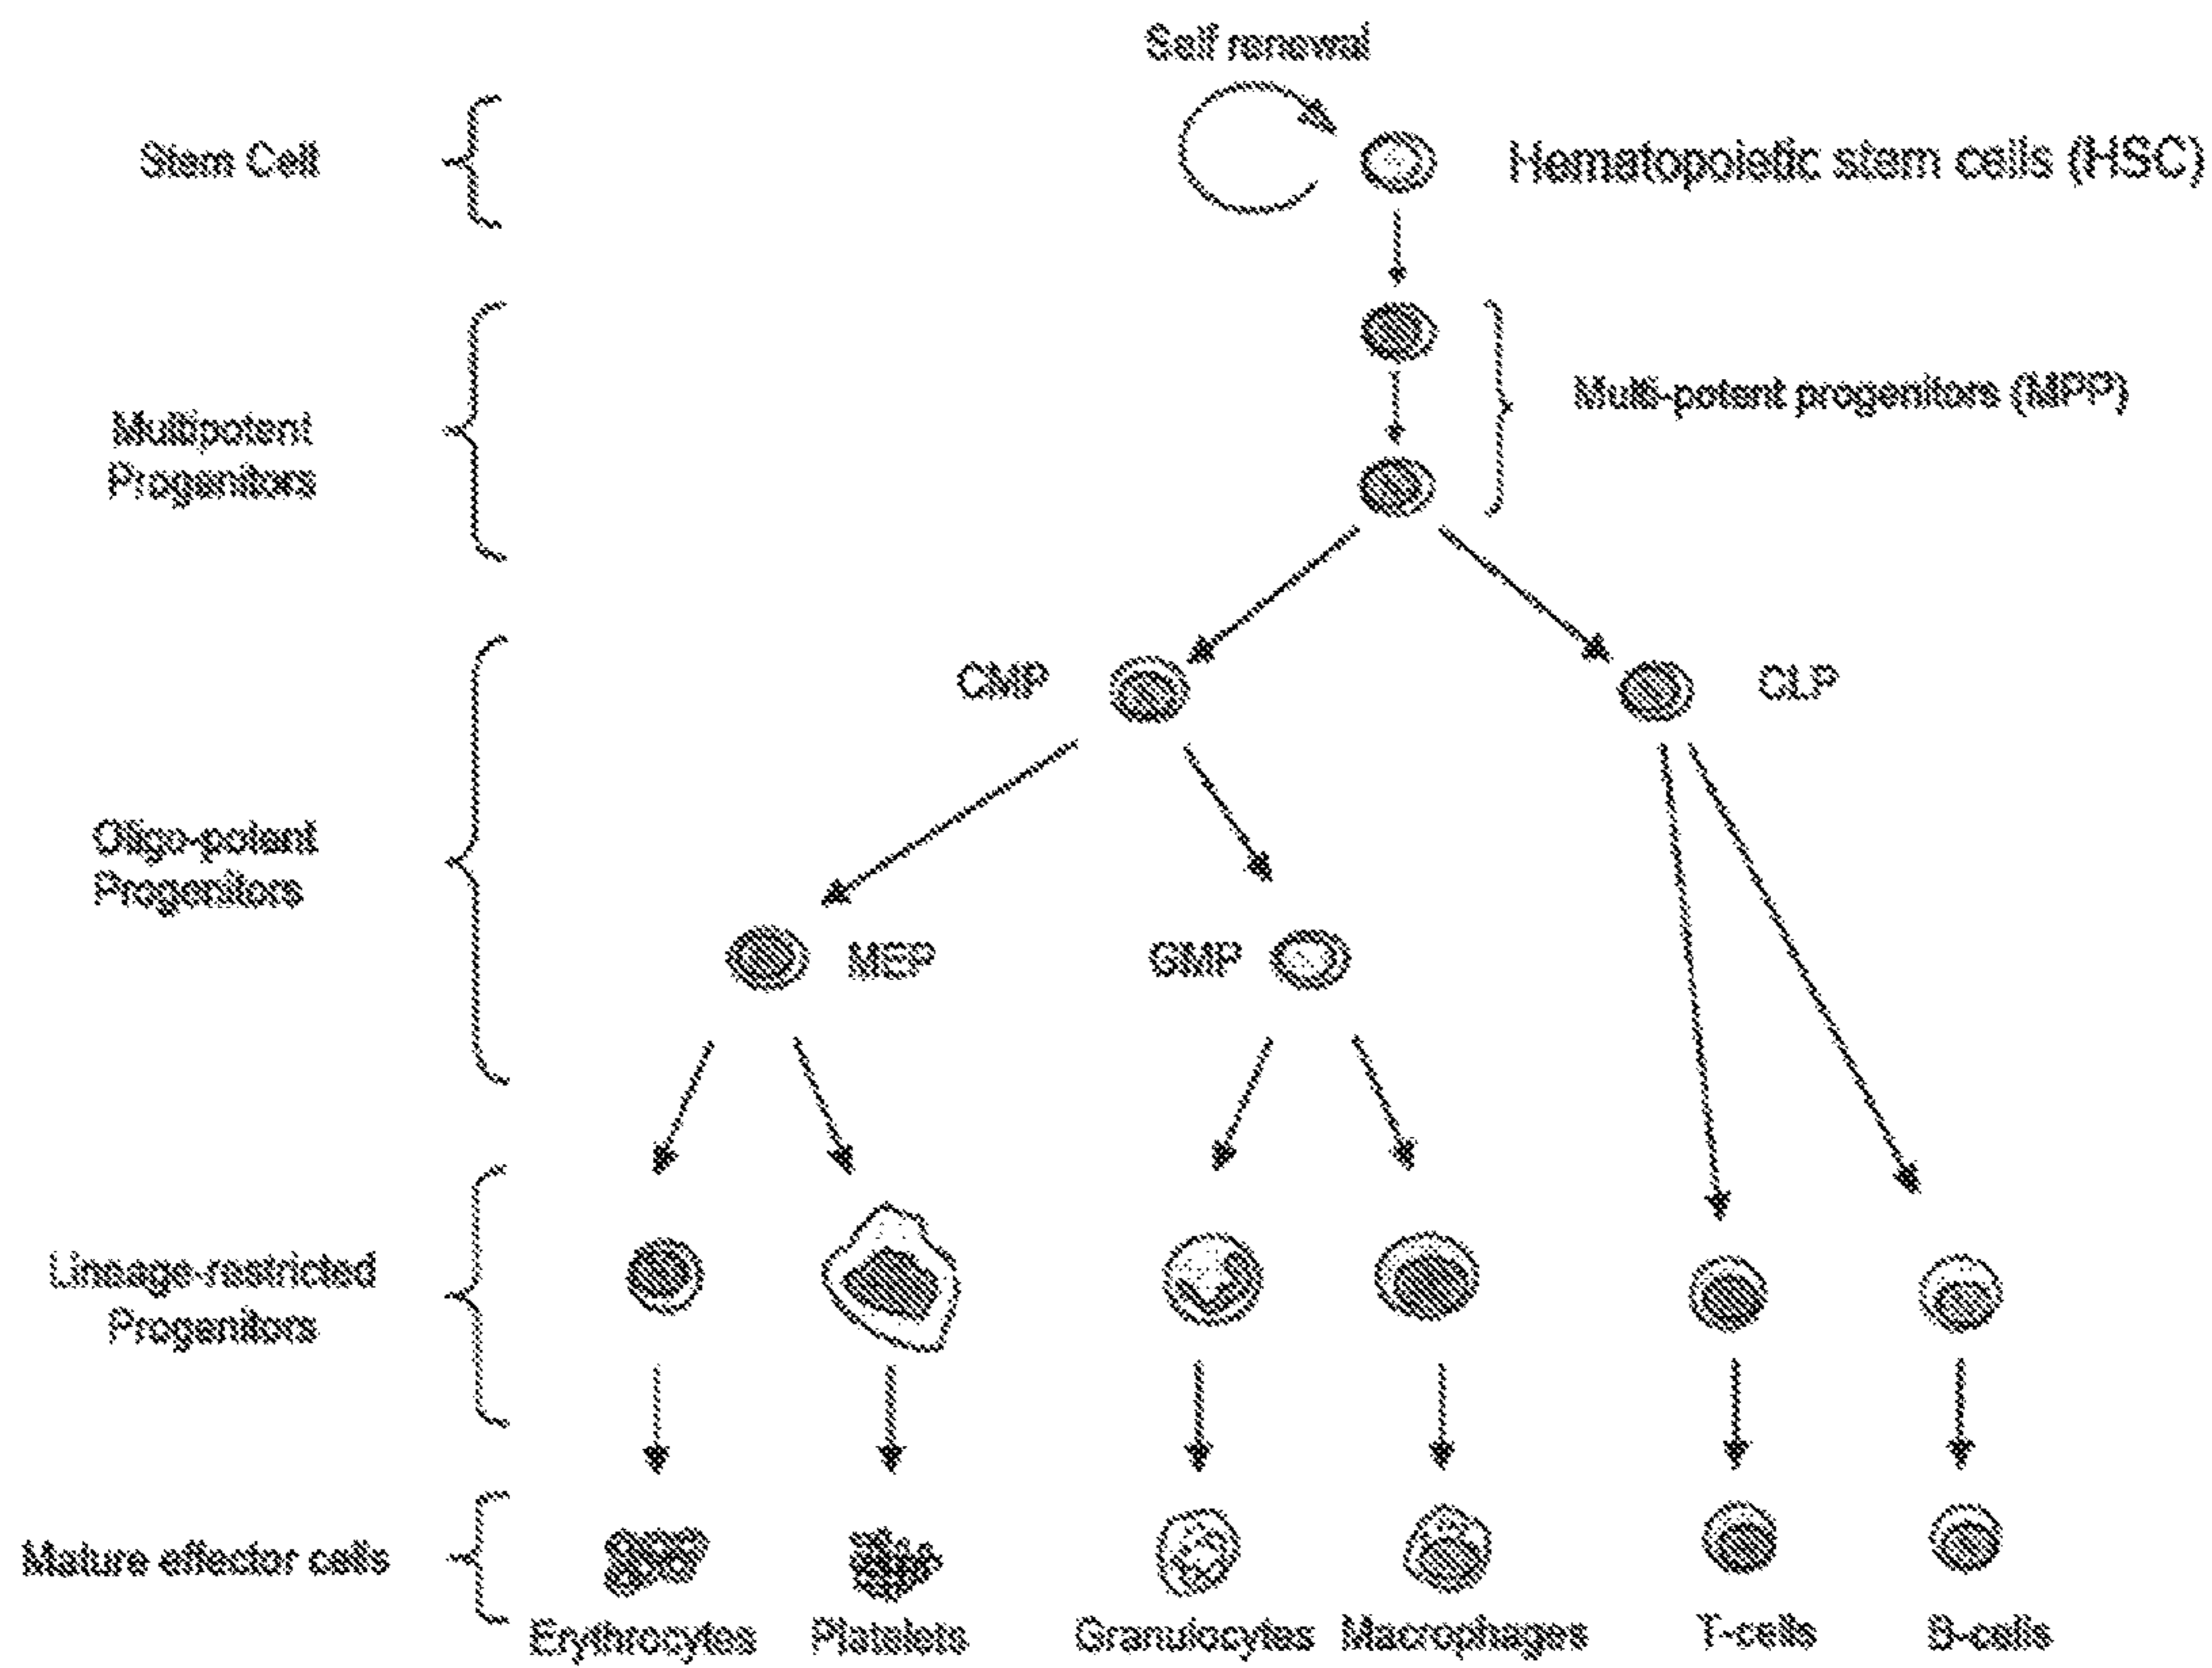 Self renewal
Stem Cell
Hematopoietic stem cells (HSC)
Multi-potent progenitors (MPP)
Multipotent
Progenitors
CMP
CLP
Oligo-potent
Progenitors
MEP
GMP
Lineage-restricted
Progenitors
Mature effector cells
Erythrocytes
Platelets
Granulocytes
Macrophages
T-cells
B-cells